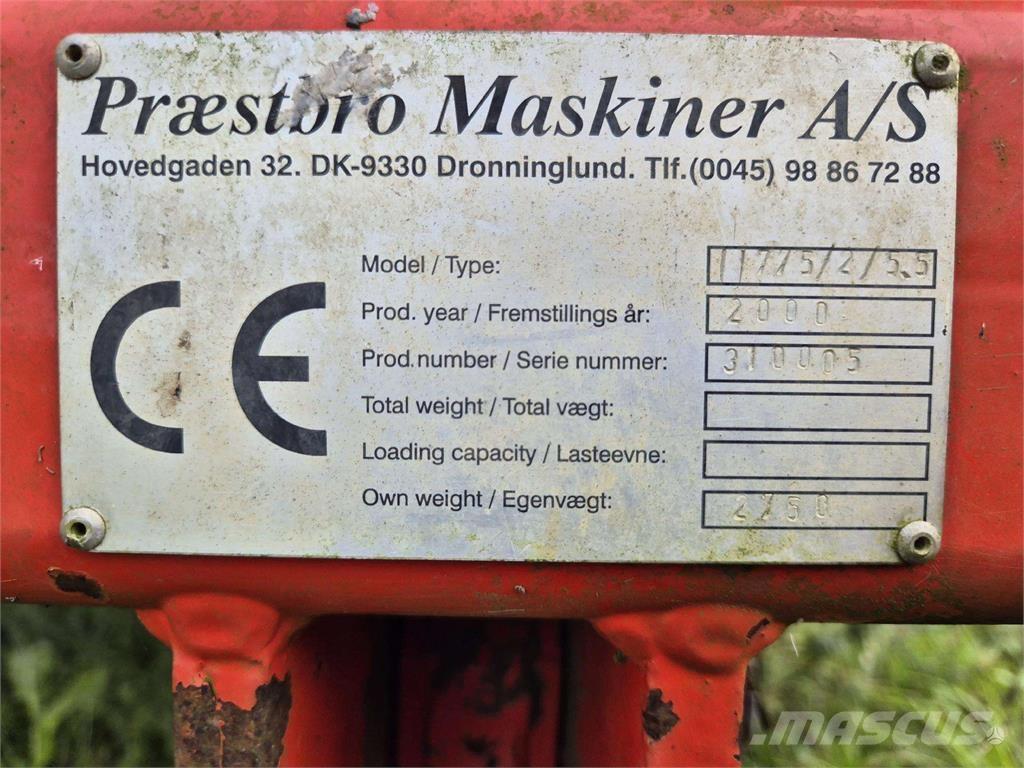 Præstbro Maskiner A/S
Hovedgaden 32. DK-9330 Dronninglund. Tlf.(0045) 98 86 72 88
CE
Model / Type:
Prod. year / Fremstillings år: 2000
Prod. number / Serie nummer: 310005
Total weight / Total vægt:
Loading capacity / Lasteevne:
Own weight / Egenvægt:
MASCUS